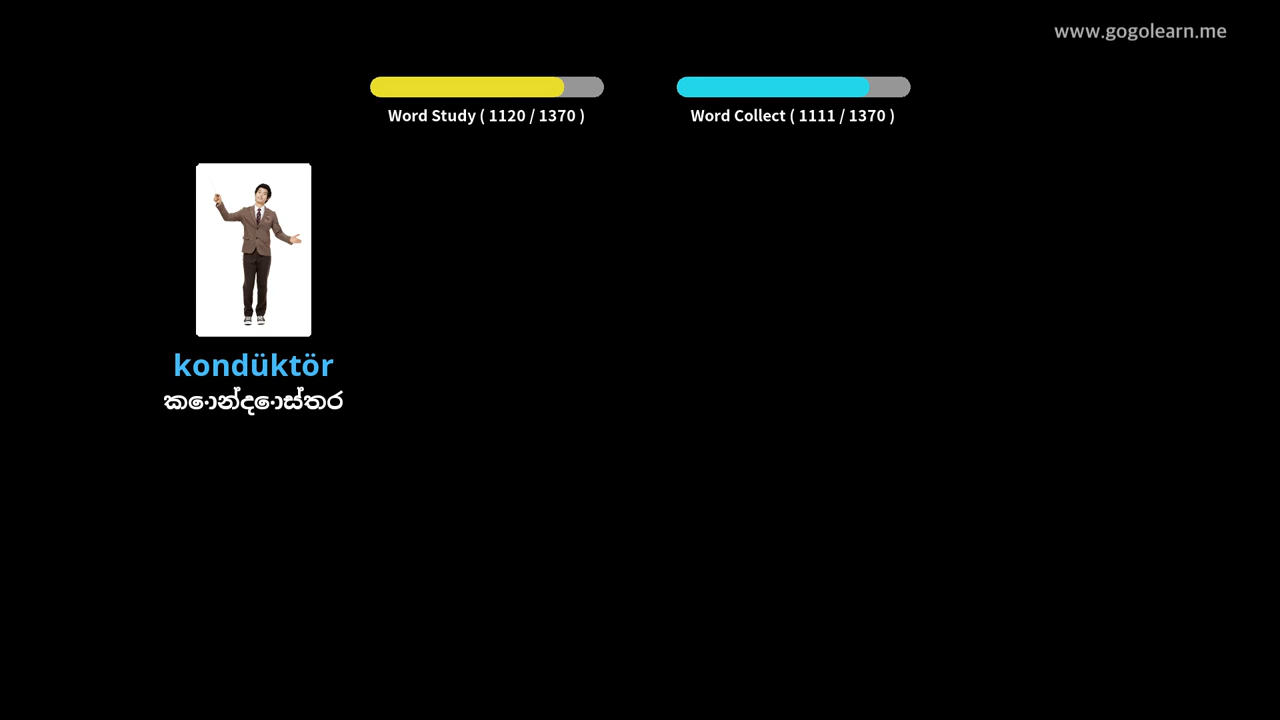 www.gogolearn.me
Word Study ( 1120 / 1370 )
Word Collect ( 1111 / 1370 )
kondüktör
කොන්දොස්තර